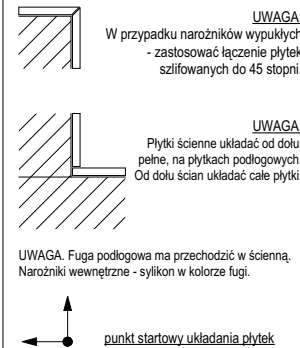 UWAGA
W przypadku narożników wypukłych
- zastosować łączenie płytek
szlifowanych do 45 stopni
UWAGA
Płytki ścienne układać od dołu
pełne, na płytkach podłogowych
Od dołu ścian układać całe płytki
UWAGA. Fuga podłogowa ma przechodzić w ścienną.
Narożniki wewnętrzne - sylikon w kolorze fugi.
punkt startowy układania płytek